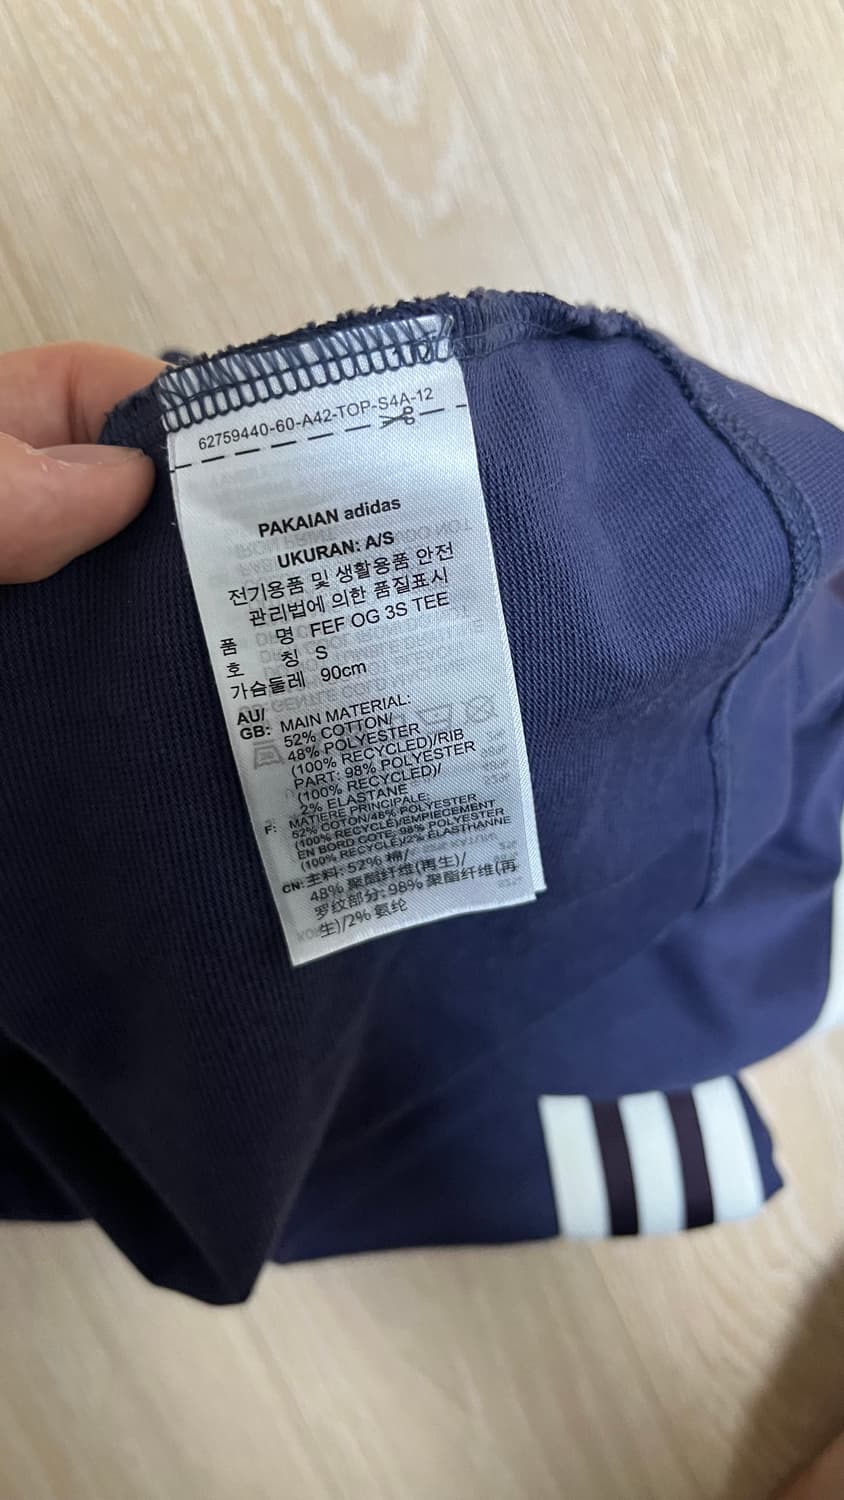 62759440-60-A42-TOP-S4A-12
PAKAIAN adidas
UKURAN: A/S
전기용품 및 생활용품 안전
관리법에 의한 품질표시
품 명 FEF OG 3S TEE
호 칭 S
가슴둘레 90cm
AU/
GB: MAIN MATERIAL:
52% COTTON/
48% POLYESTER
(100% RECYCLED)/RIB
PART: 98% POLYESTER
(100% RECYCLED)/
2% ELASTANE
F: MATIERE PRINCIPALE:
52% COTON/48% POLYESTER
(100% RECYCLE)/EMPIECEMENT
EN BORD COTE: 98% POLYESTER
(100% RECYCLE)/2% ELASTHANNE
CN: 主料: 52% 棉/
48% 聚酯纤维(再生)/
罗纹部分: 98% 聚酯纤维(再
生)/2% 氨纶